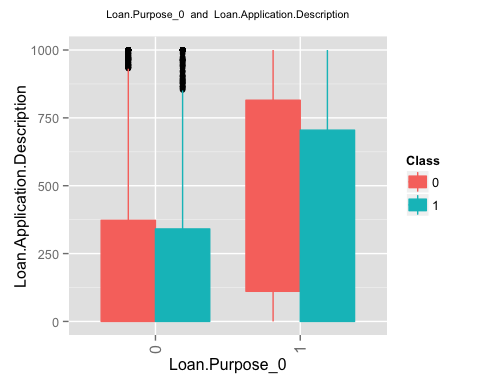 Loan.Purpose_0 and Loan.Application.Description
1000
750
500
250
0
Loan.Application.Description
0
1
Loan.Purpose_0
Class
0
1